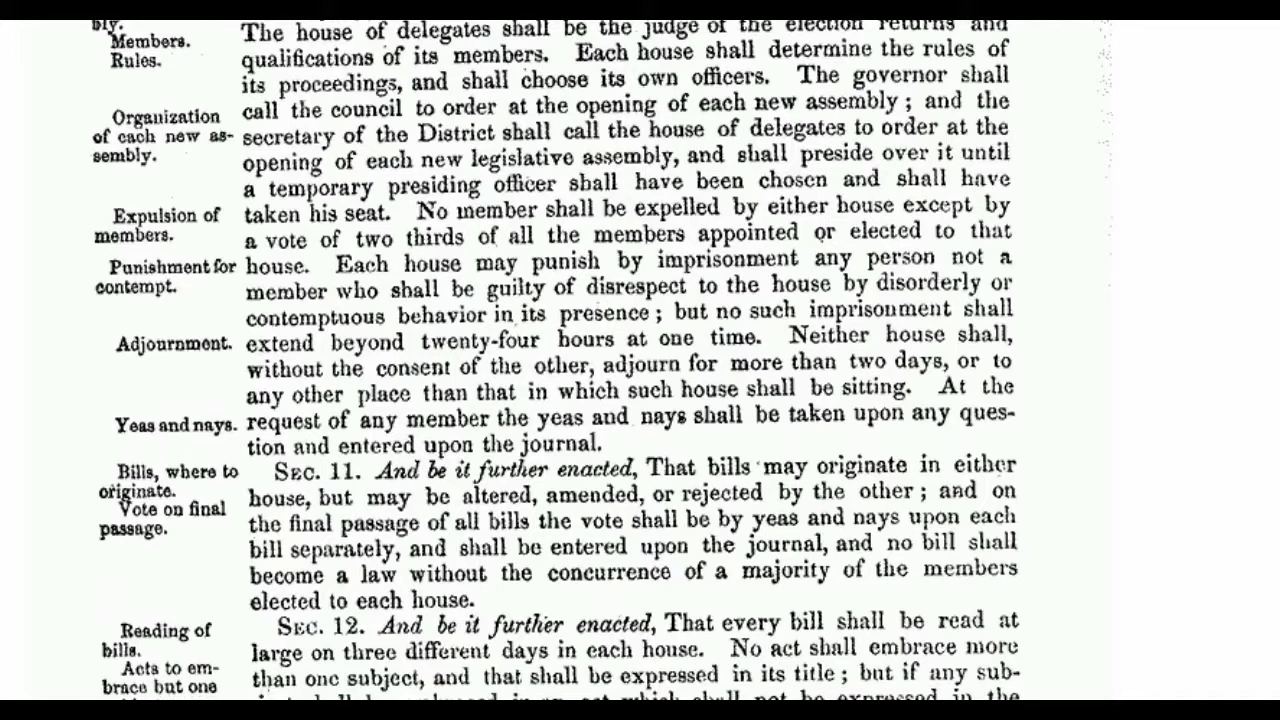 bly.
Members.
Rules.
Organization
of each new as-
sembly.
Expulsion of
members.
Punishment for
contempt.
Adjournment.
Yeas and nays.
Bills, where to
originate.
Vote on final
passage.
Reading of
bills.
Acts to em-
brace but one
The house of delegates shall be the judge of the election returns and
qualifications of its members. Each house shall determine the rules of
its proceedings, and shall choose its own officers. The governor shall
call the council to order at the opening of each new assembly; and the
secretary of the District shall call the house of delegates to order at the
opening of each new legislative assembly, and shall preside over it until
a temporary presiding officer shall have been chosen and shall have
taken his seat. No member shall be expelled by either house except by
a vote of two thirds of all the members appointed or elected to that
house. Each house may punish by imprisonment any person not a
member who shall be guilty of disrespect to the house by disorderly or
contemptuous behavior in its presence; but no such imprisonment shall
extend beyond twenty-four hours at one time. Neither house shall,
without the consent of the other, adjourn for more than two days, or to
any other place than that in which such house shall be sitting. At the
request of any member the yeas and nays shall be taken upon any ques-
tion and entered upon the journal.
SEC. 11. And be it further enacted, That bills may originate in either
house, but may be altered, amended, or rejected by the other; and on
the final passage of all bills the vote shall be by yeas and nays upon each
bill separately, and shall be entered upon the journal, and no bill shall
become a law without the concurrence of a majority of the members
elected to each house.
SEC. 12. And be it further enacted, That every bill shall be read at
large on three different days in each house. No act shall embrace more
than one subject, and that shall be expressed in its title; but if any sub-
act which shall not be expressed in the